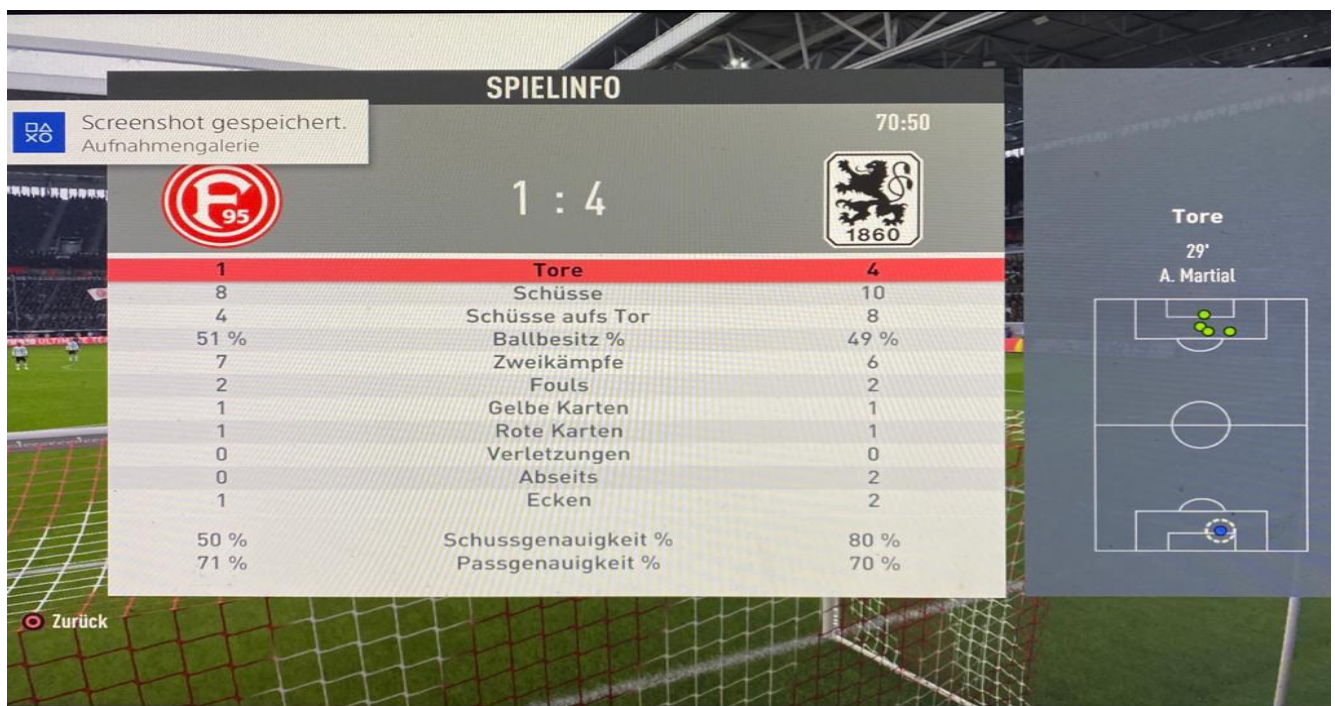 SPIELINFO
Screenshot gespeichert.
Aufnahmengalerie
70:50
F
95
1 : 4
1860
1 Tore 4
8 Schüsse 10
4 Schüsse aufs Tor 8
51 % Ballbesitz % 49 %
7 Zweikämpfe 6
2 Fouls 2
1 Gelbe Karten 1
1 Rote Karten 1
0 Verletzungen 0
0 Abseits 2
1 Ecken 2
50 % Schussgenauigkeit % 80 %
71 % Passgenauigkeit % 70 %
Tore
29'
A. Martial
Zurück